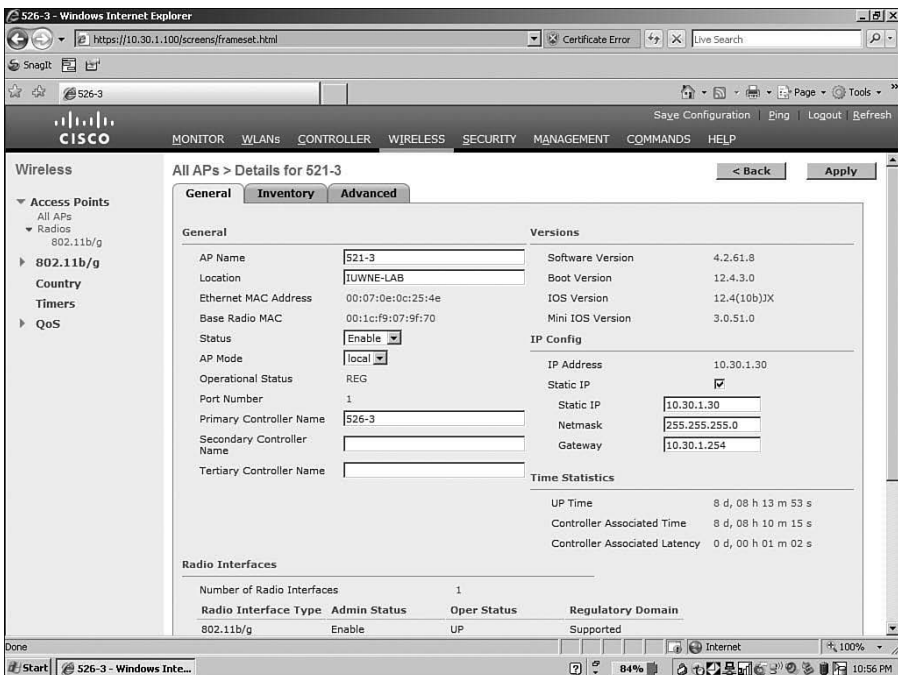 526-3 - Windows Internet Explorer
https://10.30.1.100/screens/frameset.html
Certificate Error
Live Search
SnagIt
526-3
Page
Tools
Save Configuration | Ping | Logout | Refresh
CISCO
MONITOR WLANs CONTROLLER WIRELESS SECURITY MANAGEMENT COMMANDS HELP
Wireless
Access Points
All APs
Radios
802.11b/g
802.11b/g
Country
Timers
QoS
All APs > Details for 521-3
< Back
Apply
General Inventory Advanced
General
AP Name 521-3
Location IUWNE-LAB
Ethernet MAC Address 00:07:0e:0c:25:4e
Base Radio MAC 00:1c:f9:07:9f:70
Status Enable
AP Mode local
Operational Status REG
Port Number 1
Primary Controller Name 526-3
Secondary Controller
Name
Tertiary Controller Name
Versions
Software Version 4.2.61.8
Boot Version 12.4.3.0
IOS Version 12.4(10b)JX
Mini IOS Version 3.0.51.0
IP Config
IP Address 10.30.1.30
Static IP
Static IP 10.30.1.30
Netmask 255.255.255.0
Gateway 10.30.1.254
Time Statistics
UP Time 8 d, 08 h 13 m 53 s
Controller Associated Time 8 d, 08 h 10 m 15 s
Controller Associated Latency 0 d, 00 h 01 m 02 s
Radio Interfaces
Number of Radio Interfaces 1
Radio Interface Type Admin Status Oper Status Regulatory Domain
802.11b/g Enable UP Supported
Done
Internet
100%
Start
526-3 - Windows Inte...
84%
10:56 PM